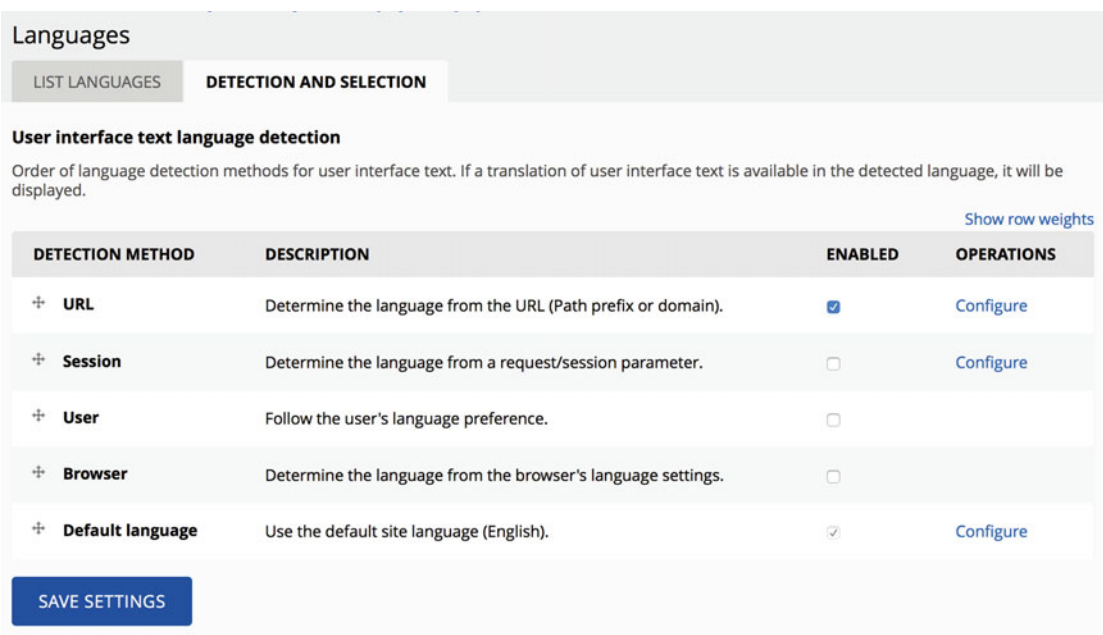 Languages
LIST LANGUAGES DETECTION AND SELECTION
User interface text language detection
Order of language detection methods for user interface text. If a translation of user interface text is available in the detected language, it will be
displayed.
Show row weights
DETECTION METHOD DESCRIPTION ENABLED OPERATIONS
URL Determine the language from the URL (Path prefix or domain). Configure
Session Determine the language from a request/session parameter. Configure
User Follow the user's language preference.
Browser Determine the language from the browser's language settings.
Default language Use the default site language (English). Configure
SAVE SETTINGS